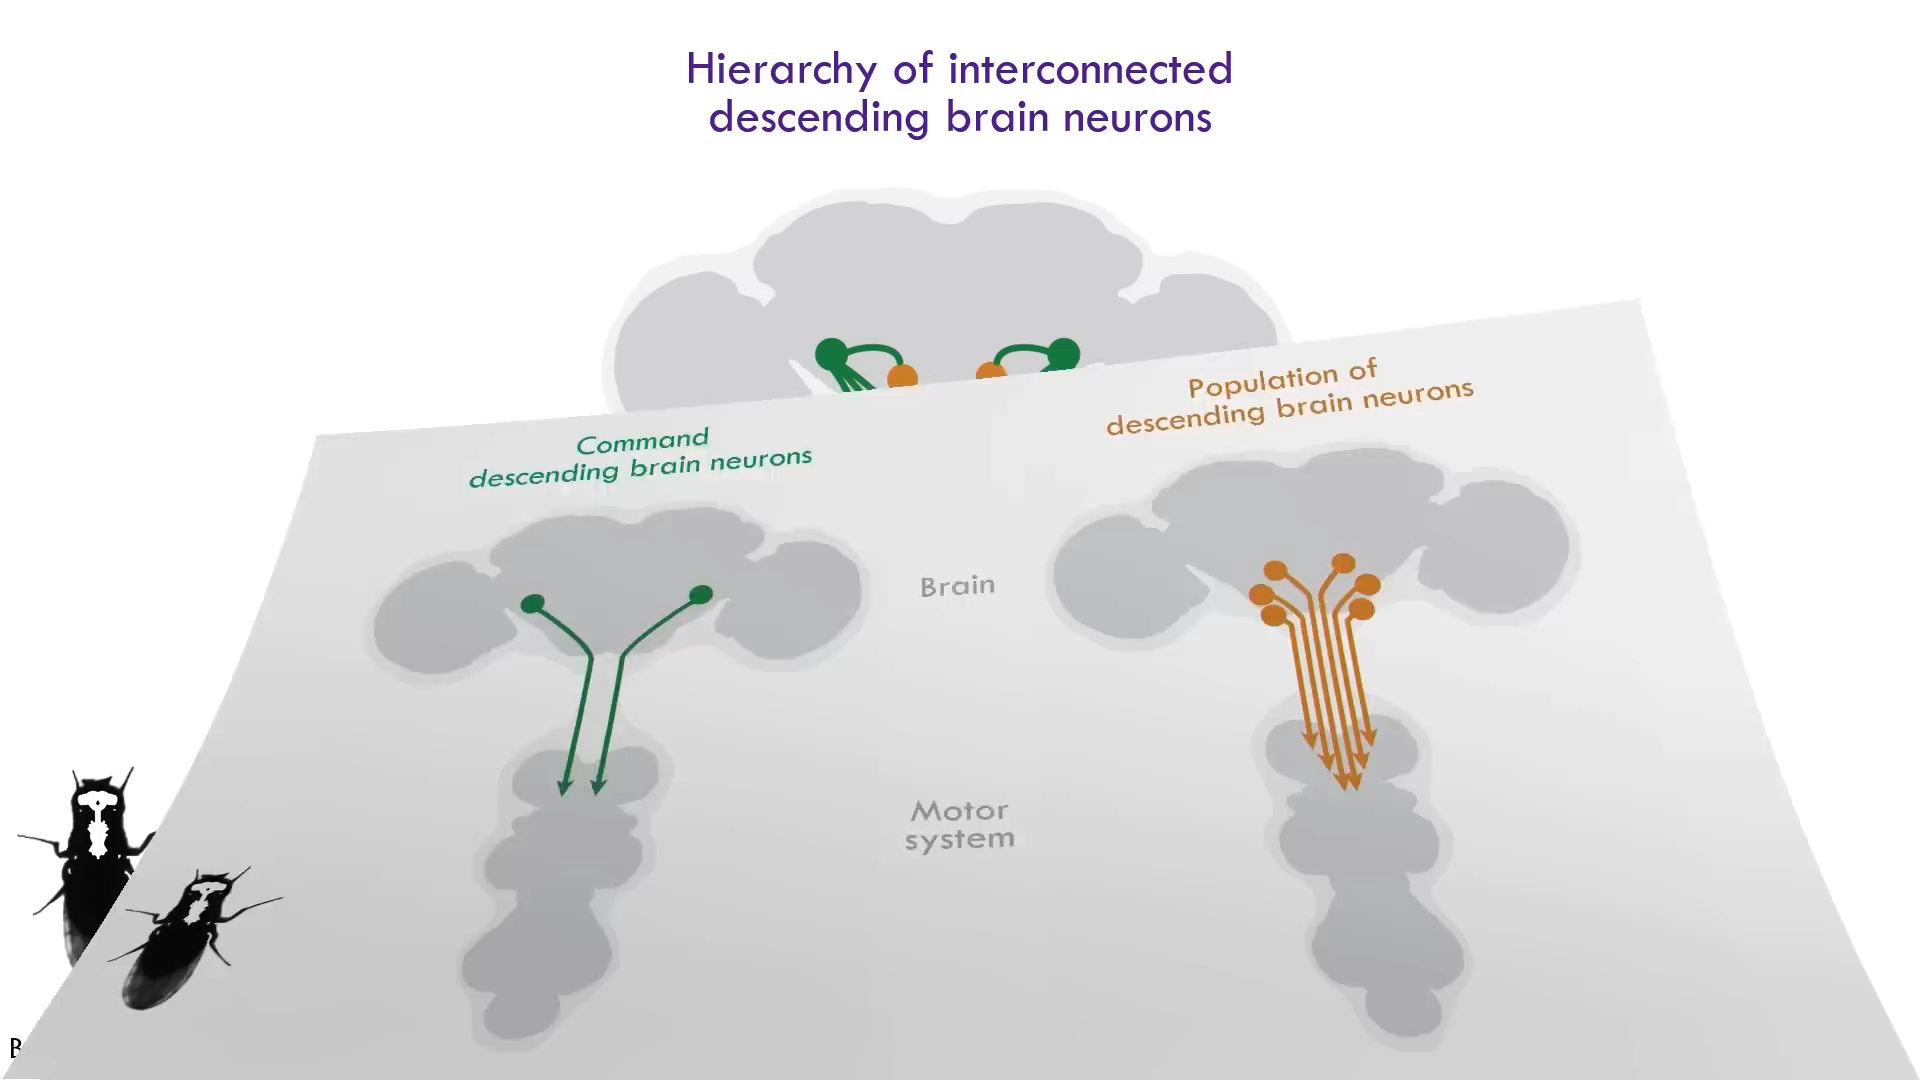 Hierarchy of interconnected
descending brain neurons
Command
descending brain neurons
Population of
descending brain neurons
Brain
Motor
system